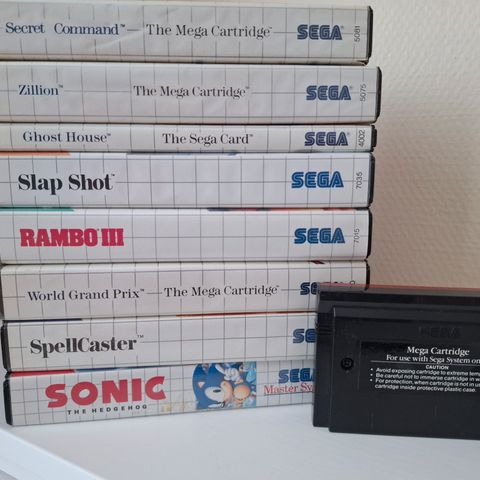 Secret Command™ — The Mega Cartridge™ SEGA 5081
Zillion™ — The Mega Cartridge™ SEGA® 5075
Ghost House™ — The Sega Card™ SEGA® 4002
Slap Shot™ SEGA 7035
RAMBO III SEGA 7015
World Grand Prix™ — The Mega Cartridge™
SpellCaster™ SEGA
SONIC SEGA
THE HEDGEHOG Master
SEGA
Mega Cartridge
For use with Sega System
CAUTION
• Avoid exposing cartridge to extreme
• Be careful not to immerse cartridge in
• For protection, when cartridge is not in
cartridge inside protective plastic case.